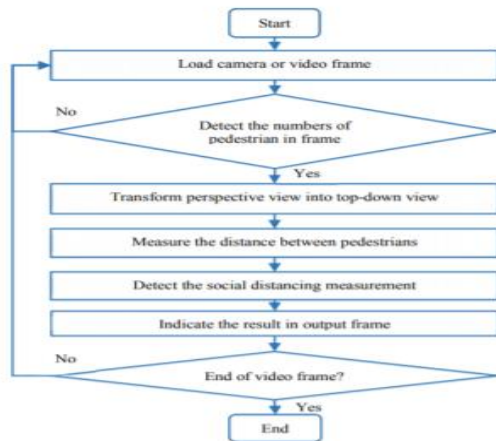 Start
Load camera or video frame
No
Detect the numbers of
pedestrian in frame
Yes
Transform perspective view into top-down view
Measure the distance between pedestrians
Detect the social distancing measurement
Indicate the result in output frame
No
End of video frame?
Yes
End